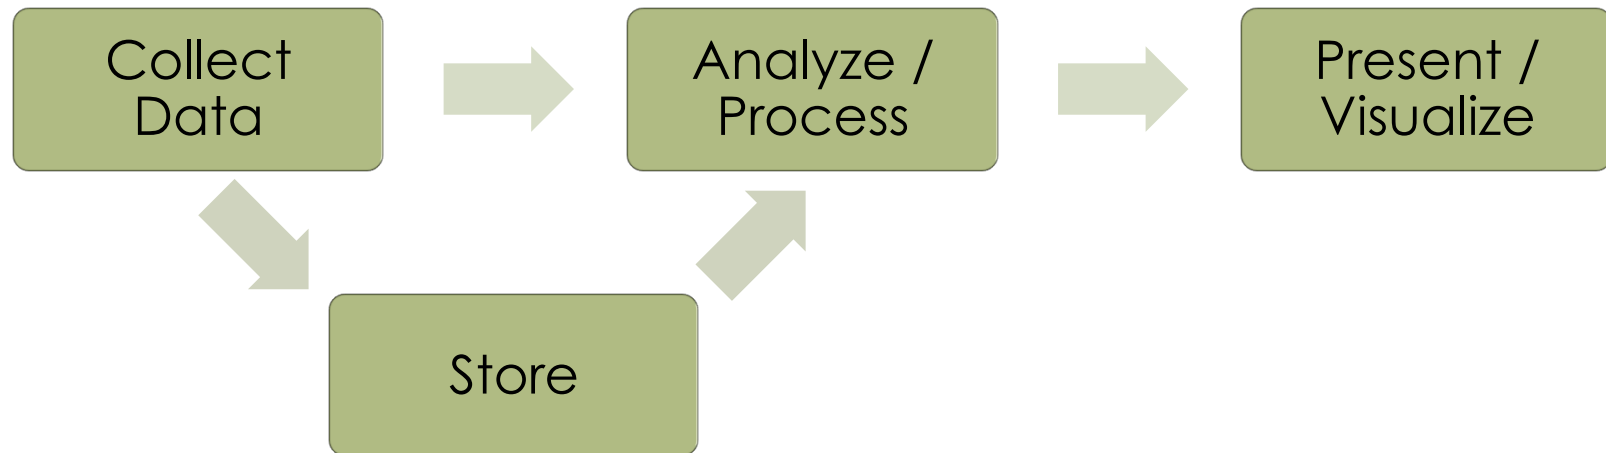 Collect
Data
Analyze /
Process
Present /
Visualize
Store